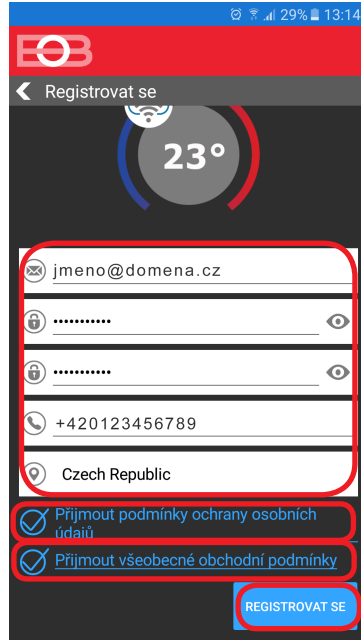 29% 13:14
EOB
Registrovat se
23°
jmeno@domena.cz
•••••••••••
•••••••••••
+420123456789
Czech Republic
Přijmout podmínky ochrany osobních
údajů
Přijmout všeobecné obchodní podmínky
REGISTROVAT SE